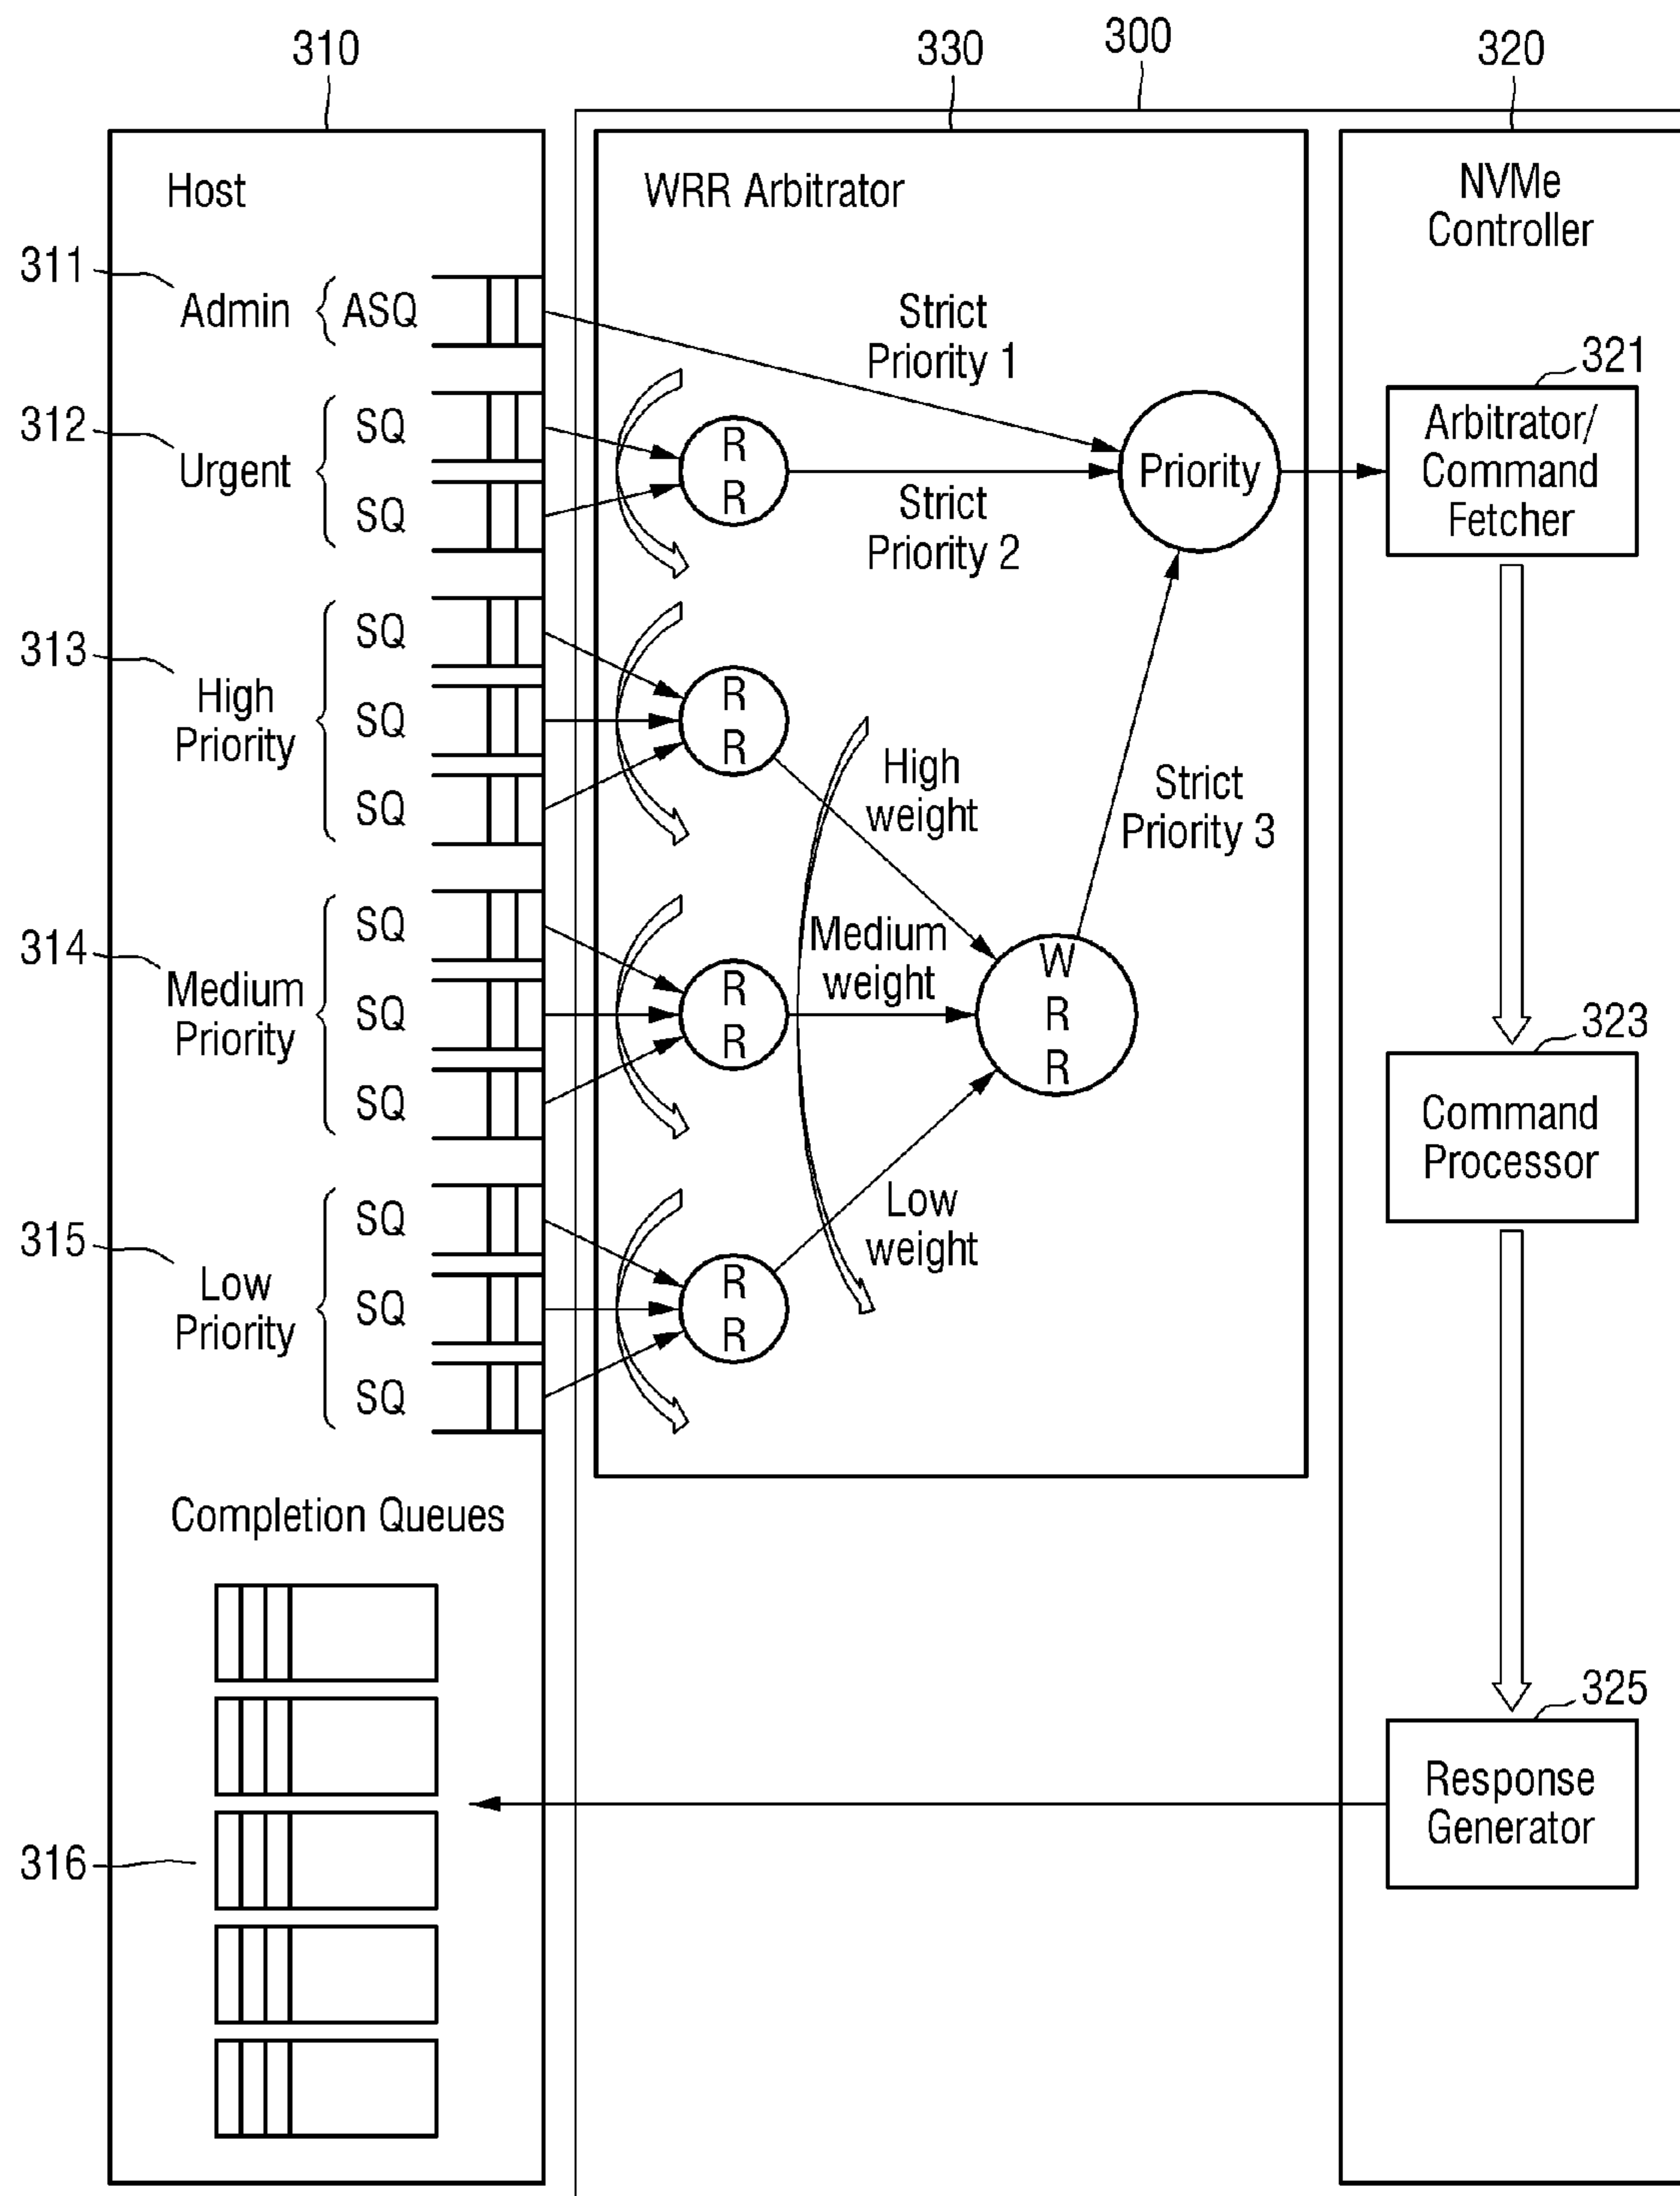 310
330
300
320
Host
WRR Arbitrator
NVMe
Controller
311
Admin
ASQ
Strict
Priority 1
312
Urgent
SQ
SQ
R
R
Strict
Priority 2
Priority
321
Arbitrator/
Command
Fetcher
313
High
Priority
SQ
SQ
SQ
R
R
High
weight
Strict
Priority 3
314
Medium
Priority
SQ
SQ
SQ
R
R
Medium
weight
W
R
R
323
Command
Processor
315
Low
Priority
SQ
SQ
SQ
R
R
Low
weight
Completion Queues
316
325
Response
Generator